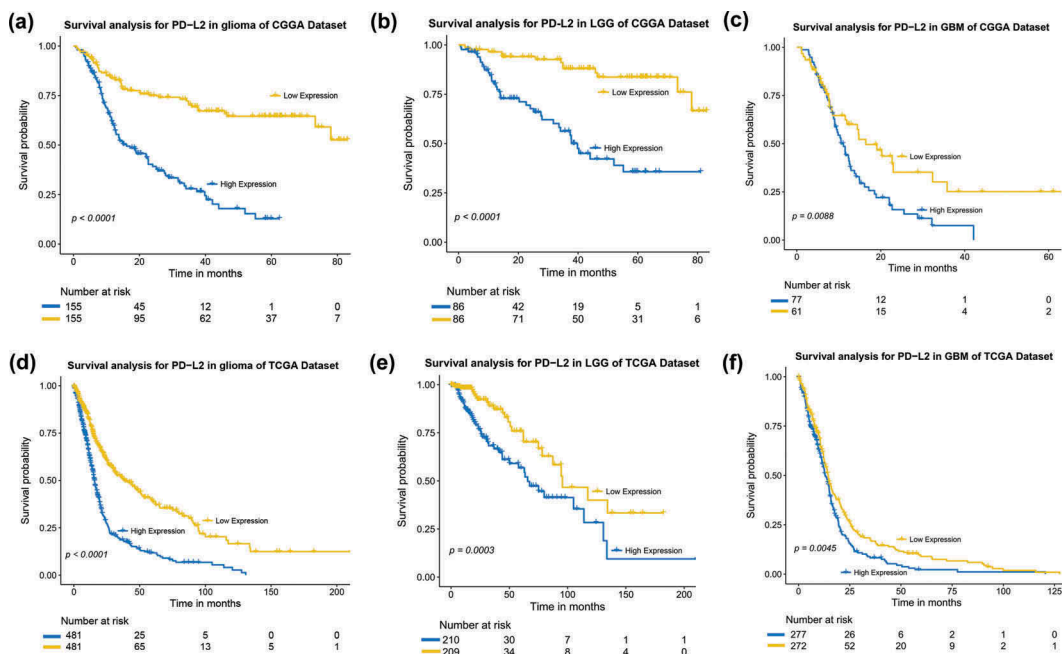 (a)
Survival analysis for PD-L2 in glioma of CGGA Dataset
Survival probability
1.00
0.75
0.50
0.25
0.00
Low Expression
High Expression
p < 0.0001
0 20 40 60 80
Time in months
Number at risk
155 45 12 1 0
155 95 62 37 7
(b)
Survival analysis for PD-L2 in LGG of CGGA Dataset
Survival probability
1.00
0.75
0.50
0.25
0.00
Low Expression
High Expression
p < 0.0001
0 20 40 60 80
Time in months
Number at risk
86 42 19 5 1
86 71 50 31 6
(c)
Survival analysis for PD-L2 in GBM of CGGA Dataset
Survival probability
1.00
0.75
0.50
0.25
0.00
Low Expression
High Expression
p = 0.0088
0 20 40 60
Time in months
Number at risk
77 12 1 0
61 15 4 2
(d)
Survival analysis for PD-L2 in glioma of TCGA Dataset
Survival probability
1.00
0.75
0.50
0.25
0.00
High Expression
Low Expression
p < 0.0001
0 50 100 150 200
Time in months
Number at risk
481 25 5 0 0
481 65 13 5 1
(e)
Survival analysis for PD-L2 in LGG of TCGA Dataset
Survival probability
1.00
0.75
0.50
0.25
0.00
Low Expression
High Expression
p = 0.0003
0 50 100 150 200
Time in months
Number at risk
210 30 7 1 1
209 34 8 4 0
(f)
Survival analysis for PD-L2 in GBM of TCGA Dataset
Survival probability
1.00
0.75
0.50
0.25
0.00
Low Expression
High Expression
p = 0.0045
0 25 50 75 100 125
Time in months
Number at risk
277 26 6 2 1 0
272 52 20 9 2 1